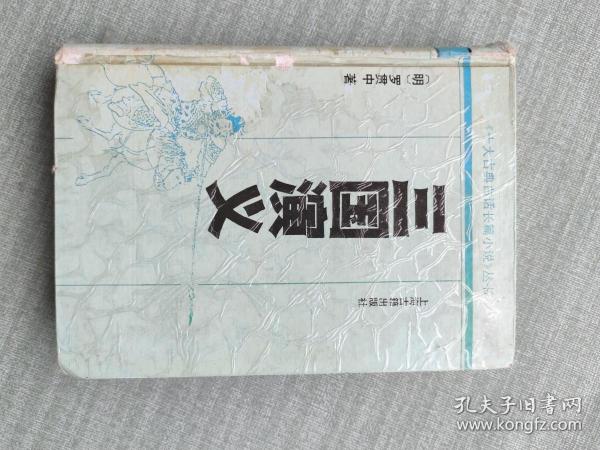 十大古典白话长篇小说丛书
〔明〕罗贯中著
三国演义
上海古籍出版社
孔夫子旧书网
www.kongfz.com